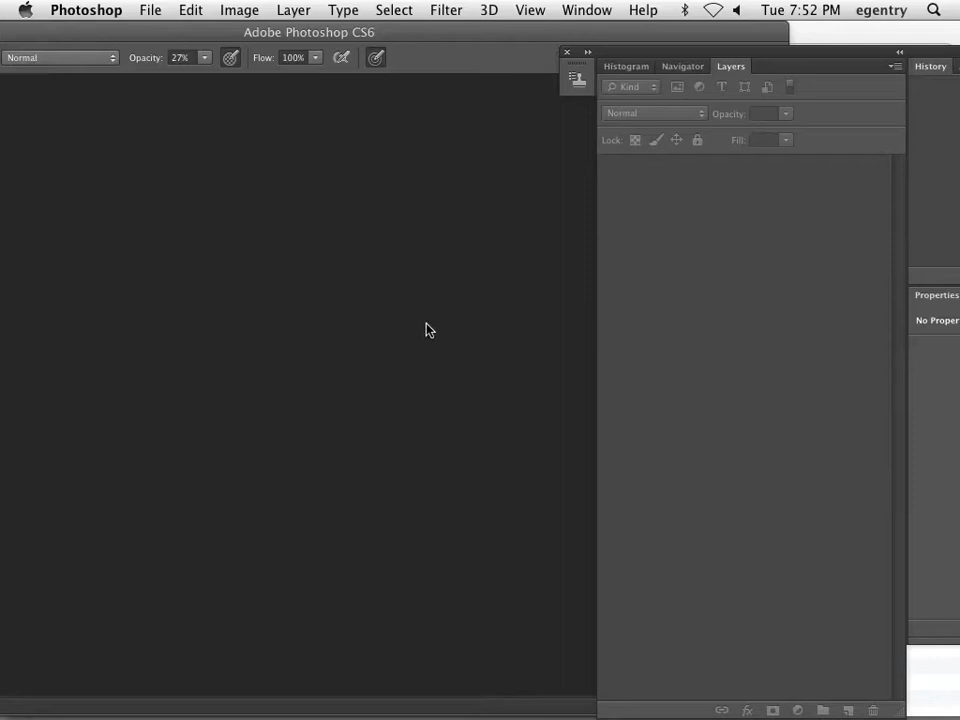 Photoshop File Edit Image Layer Type Select Filter 3D View Window Help Tue 7:52 PM egentry
Adobe Photoshop CS6
Normal Opacity: 27% Flow: 100%
Histogram Navigator Layers History
Kind
Normal Opacity:
Lock: Fill:
Properties
No Proper